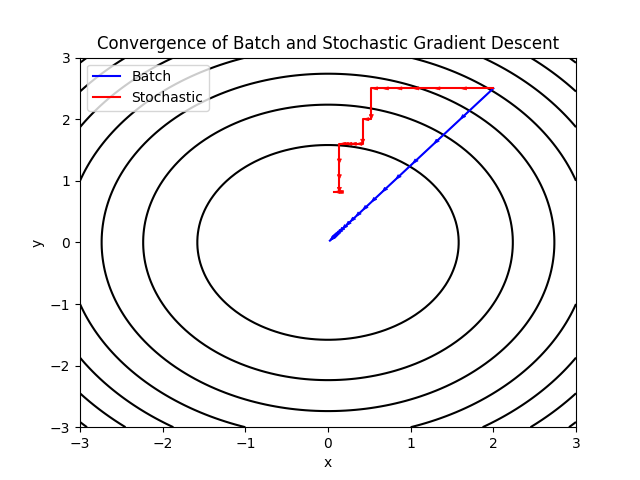 Convergence of Batch and Stochastic Gradient Descent
Batch
Stochastic
3
2
1
0
−1
−2
−3
y
−3 −2 −1 0 1 2 3
x